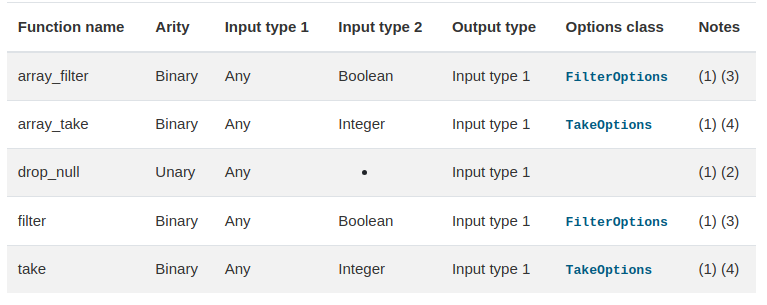 Function name Arity Input type 1 Input type 2 Output type Options class Notes
array_filter Binary Any Boolean Input type 1 FilterOptions (1) (3)
array_take Binary Any Integer Input type 1 TakeOptions (1) (4)
drop_null Unary Any • Input type 1 (1) (2)
filter Binary Any Boolean Input type 1 FilterOptions (1) (3)
take Binary Any Integer Input type 1 TakeOptions (1) (4)